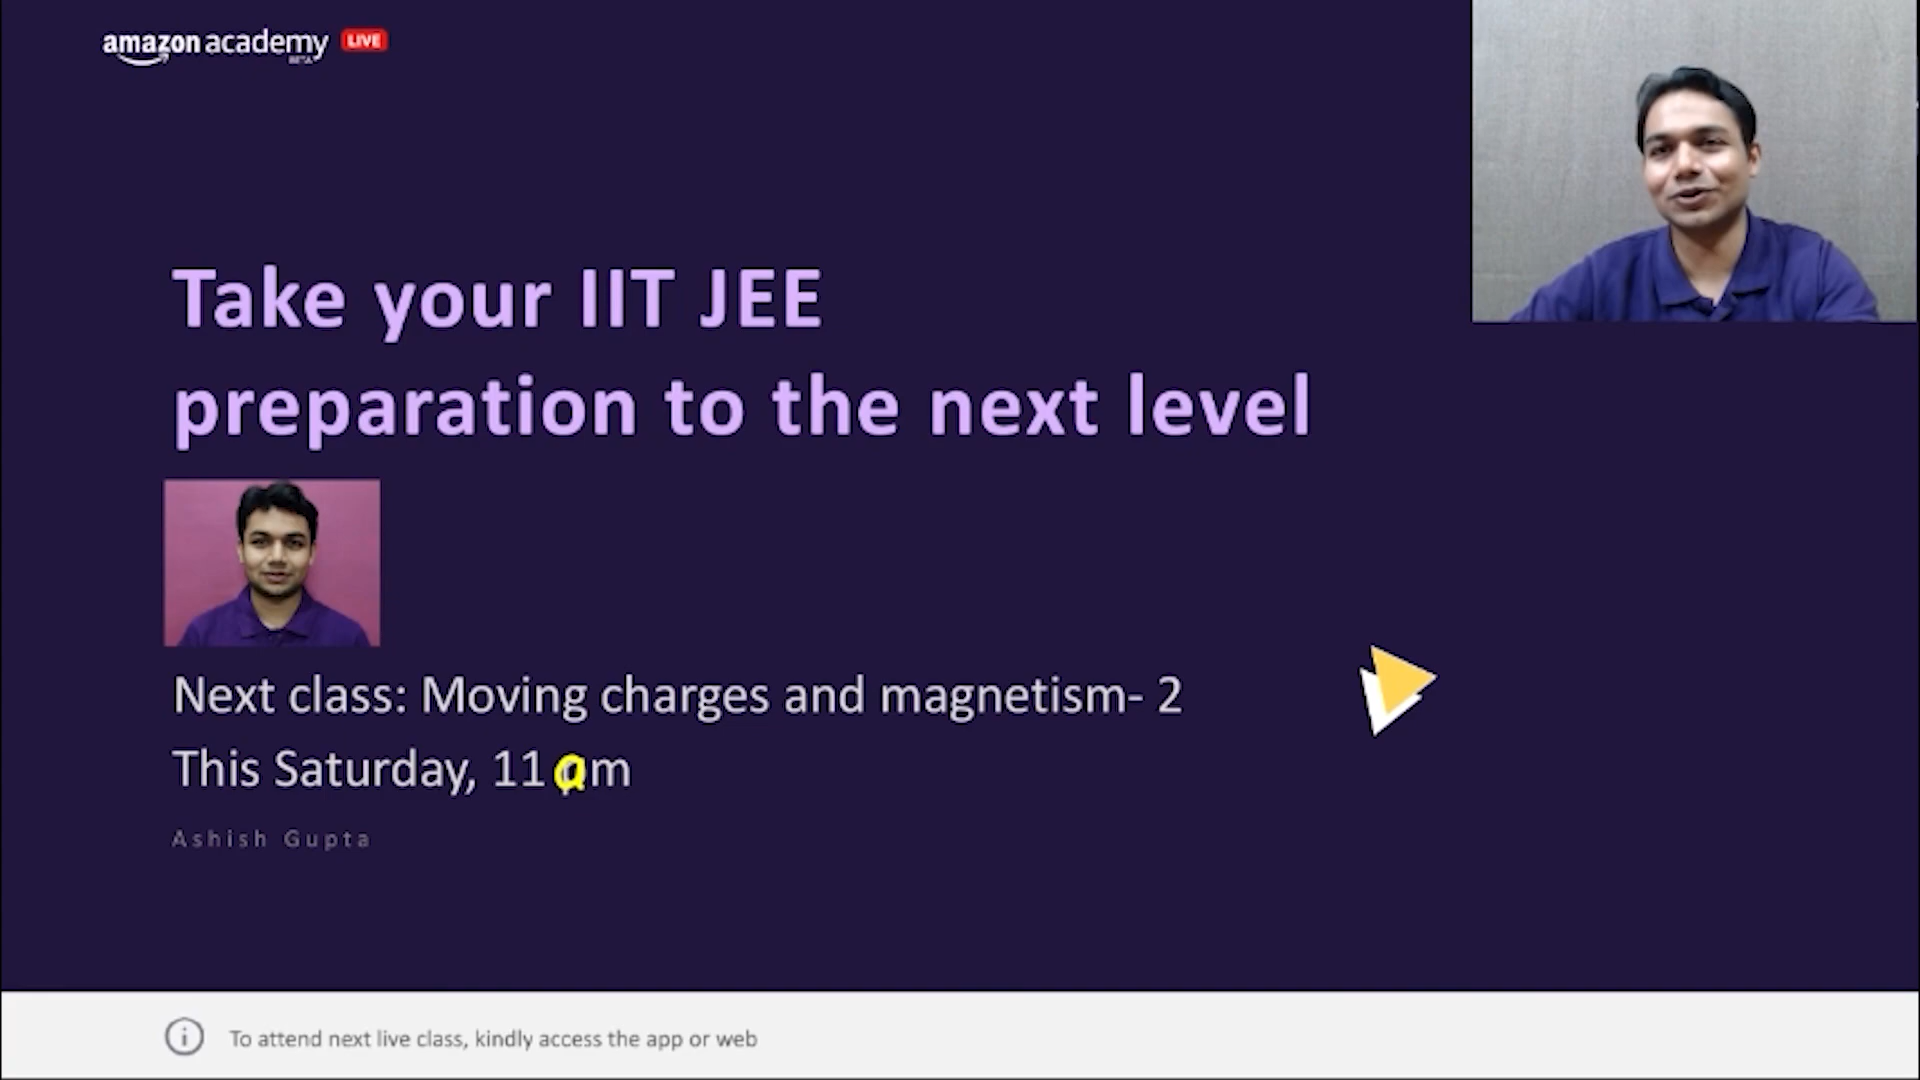 amazon academy LIVE
BETA
Take your IIT JEE
preparation to the next level
Next class: Moving charges and magnetism- 2
This Saturday, 11 am
Ashish Gupta
To attend next live class, kindly access the app or web